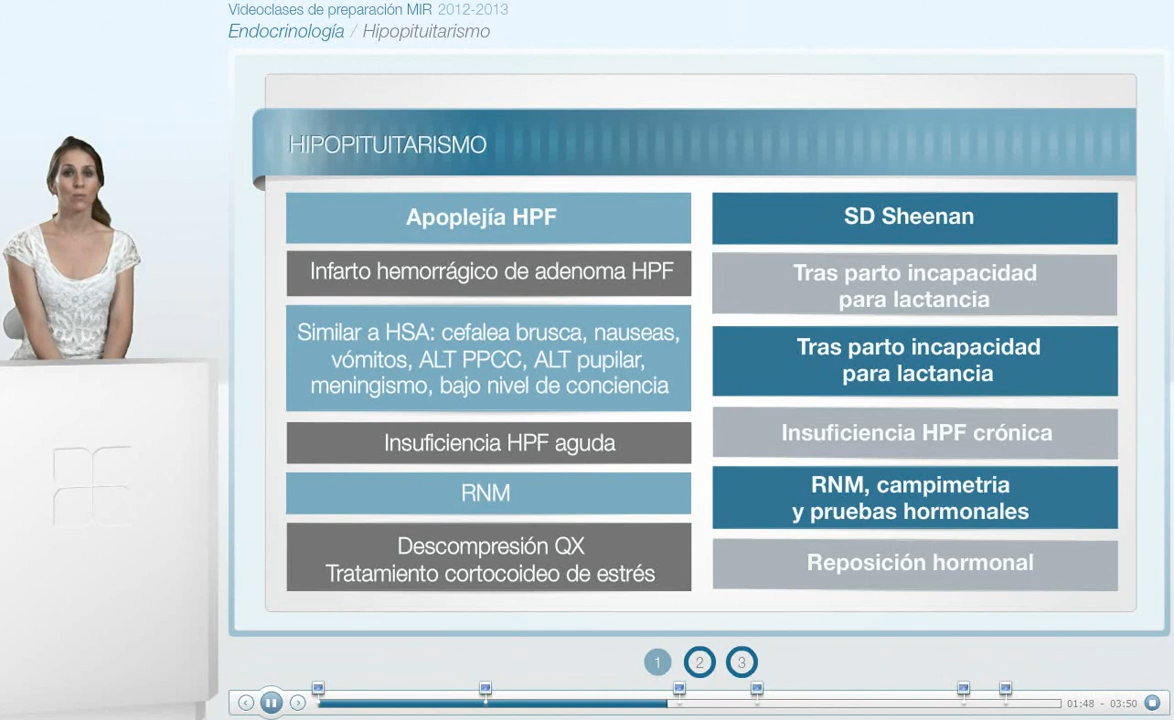 Videoclases de preparación MIR 2012-2013
Endocrinología / Hipopituitarismo
HIPOPITUITARISMO
Apoplejía HPF
Infarto hemorrágico de adenoma HPF
Similar a HSA: cefalea brusca, nauseas,
vómitos, ALT PPCC, ALT pupilar,
meningismo, bajo nivel de conciencia
Insuficiencia HPF aguda
RNM
Descompresión QX
Tratamiento cortocoideo de estrés
SD Sheenan
Tras parto incapacidad
para lactancia
Tras parto incapacidad
para lactancia
Insuficiencia HPF crónica
RNM, campimetria
y pruebas hormonales
Reposición hormonal
1 2 3
01:48 - 03:50